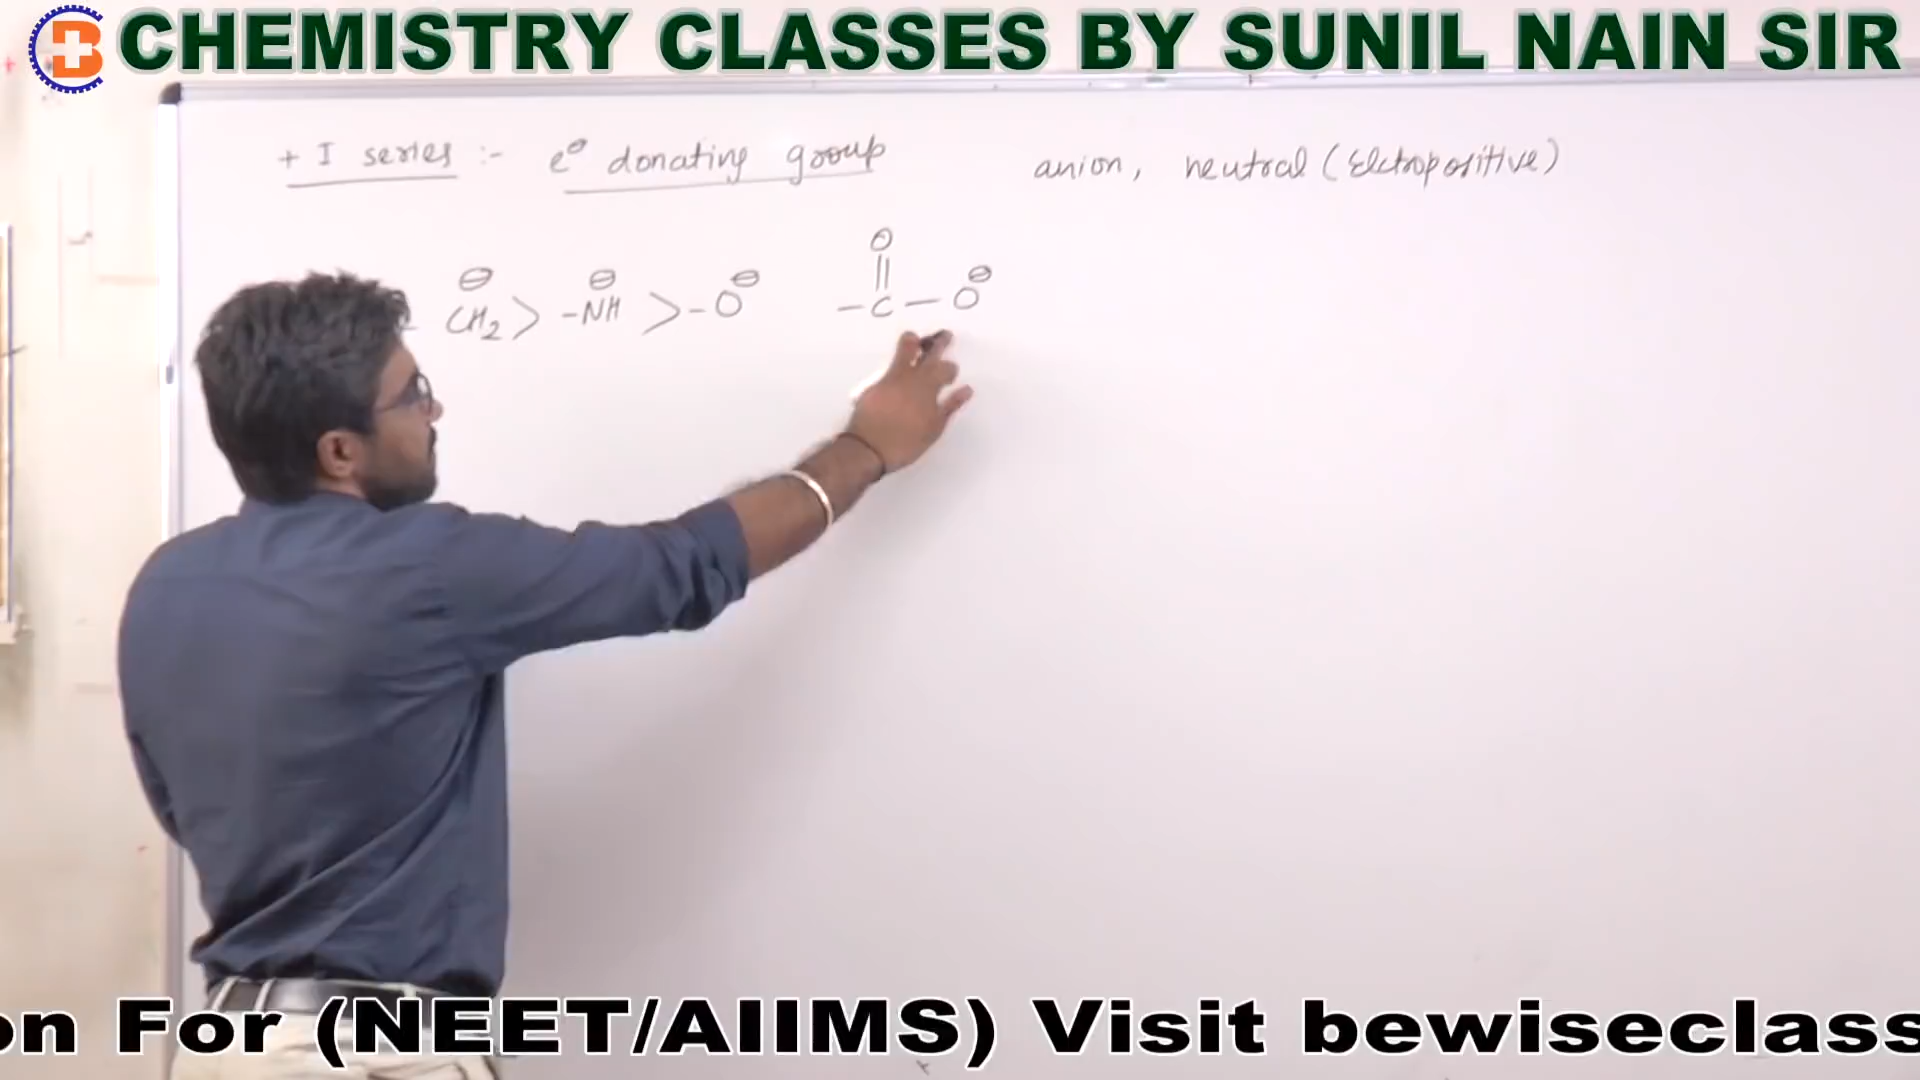 CHEMISTRY CLASSES BY SUNIL NAIN SIR
+ I series :- e⊖ donating group anion, neutral (Elctropositive)
O
⊖ ⊖ ⊖ || ⊖
- CH2 > -NH > -O - C - O
on For (NEET/AIIMS) Visit bewiseclass